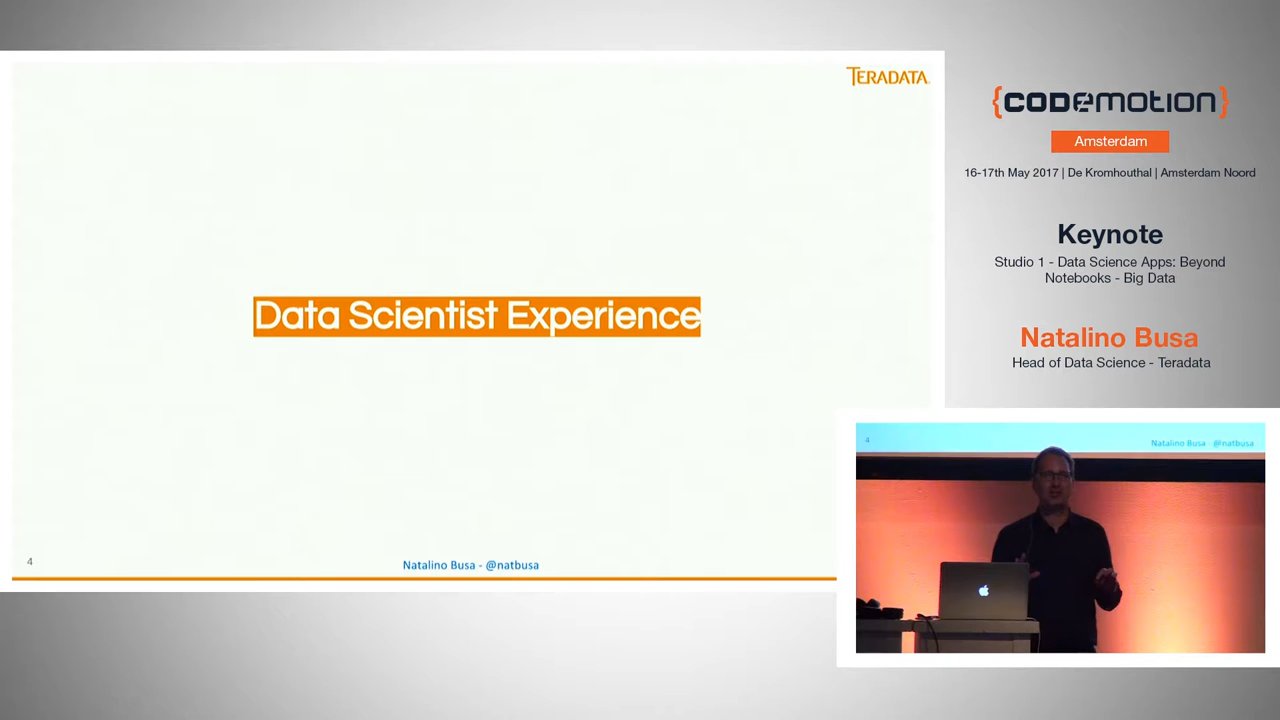 TERADATA
Data Scientist Experience
4
Natalino Busa - @natbusa
{CODEMOTION}
Amsterdam
16-17th May 2017 | De Kromhouthal | Amsterdam Noord
Keynote
Studio 1 - Data Science Apps: Beyond
Notebooks - Big Data
Natalino Busa
Head of Data Science - Teradata
4
Natalino Busa - @natbusa